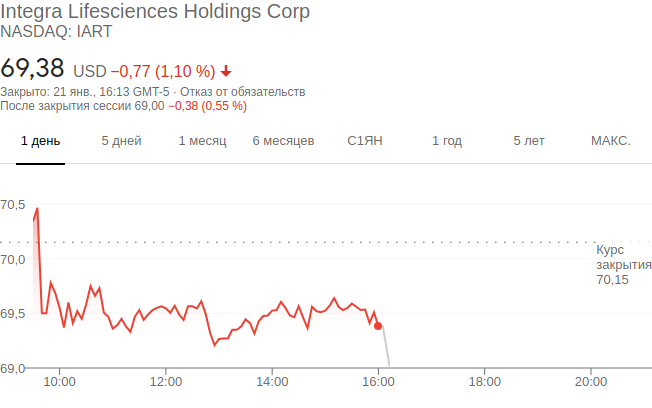 Integra Lifesciences Holdings Corp
NASDAQ: IART
69,38 USD −0,77 (1,10 %)
Закрыто: 21 янв., 16:13 GMT-5 · Отказ от обязательств
После закрытия сессии 69,00 −0,38 (0,55 %)
1 день 5 дней 1 месяц 6 месяцев С1ЯН 1 год 5 лет МАКС.
70,5
Курс
закрытия
70,15
70,0
69,5
69,0
10:00 12:00 14:00 16:00 18:00 20:00